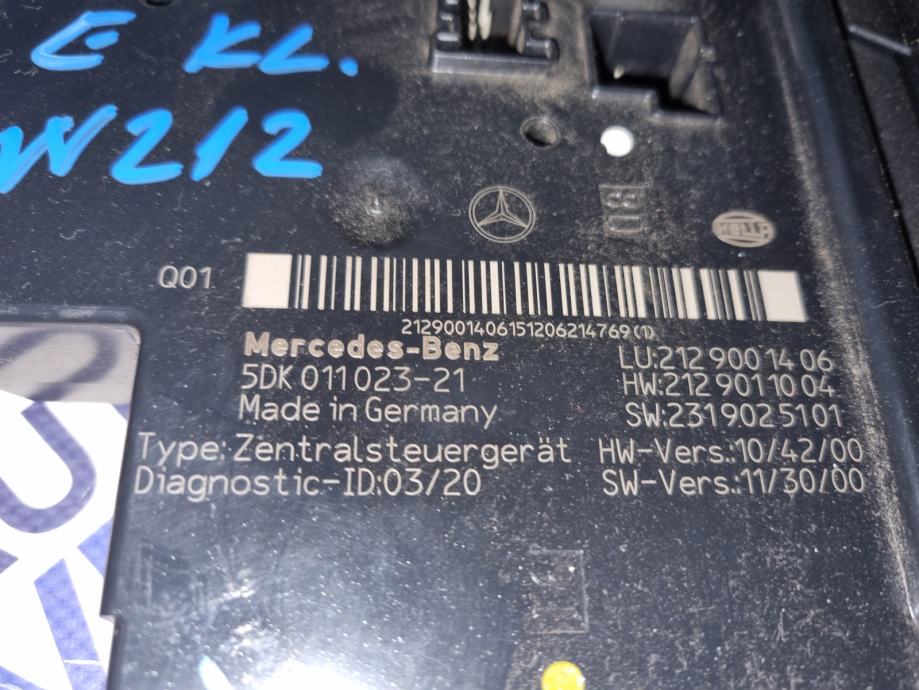 E KL.
W212
HELLA
Q01
2129001406151206214769(1)
Mercedes-Benz
LU:212 900 14 06
5DK 011 023-21
HW:212 901 10 04
Made in Germany
SW:231 902 51 01
Type:Zentralsteuergerät
HW-Vers.:10/42/00
Diagnostic-ID:03/20
SW-Vers.:11/30/00